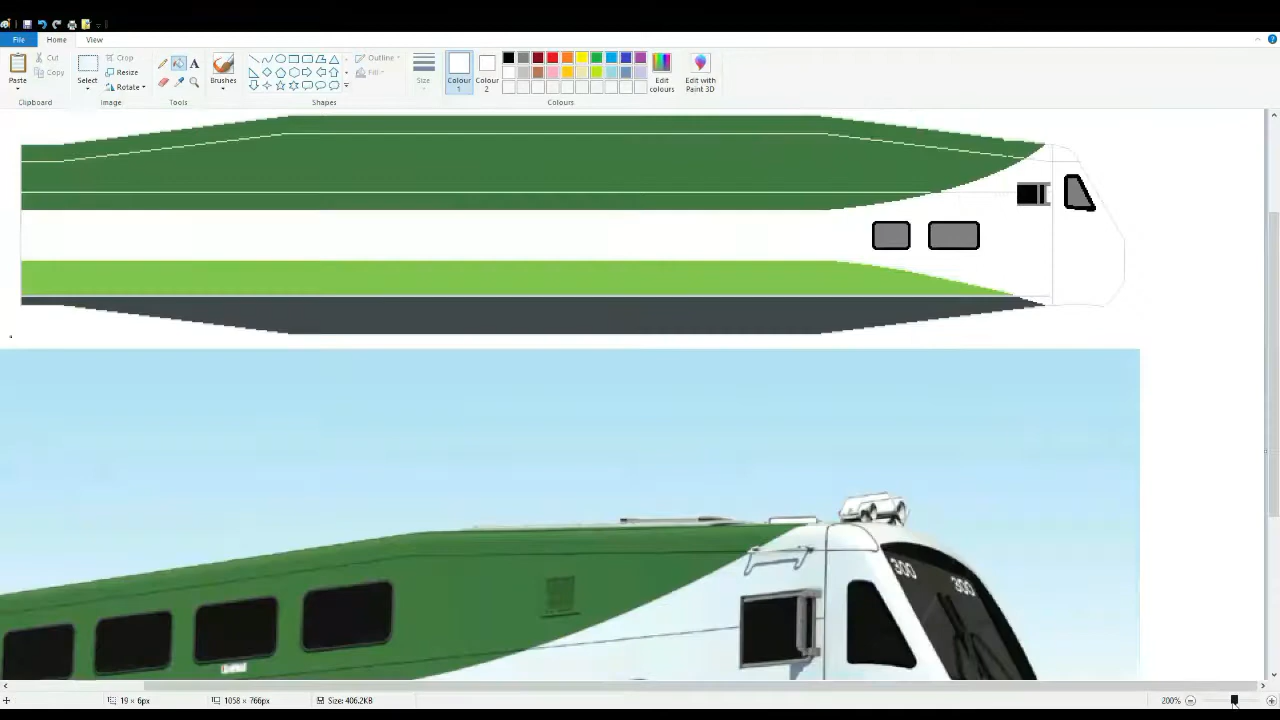 File Home View
Paste
Cut
Copy
Clipboard
Select
Crop
Resize
Rotate
Image
Tools
Brushes
Shapes
Outline
Fill
Size
Colour 1
Colour 2
Edit colours
Edit with Paint 3D
Colours
300
300
19 × 6px
1058 × 766px
Size: 406.2KB
200%